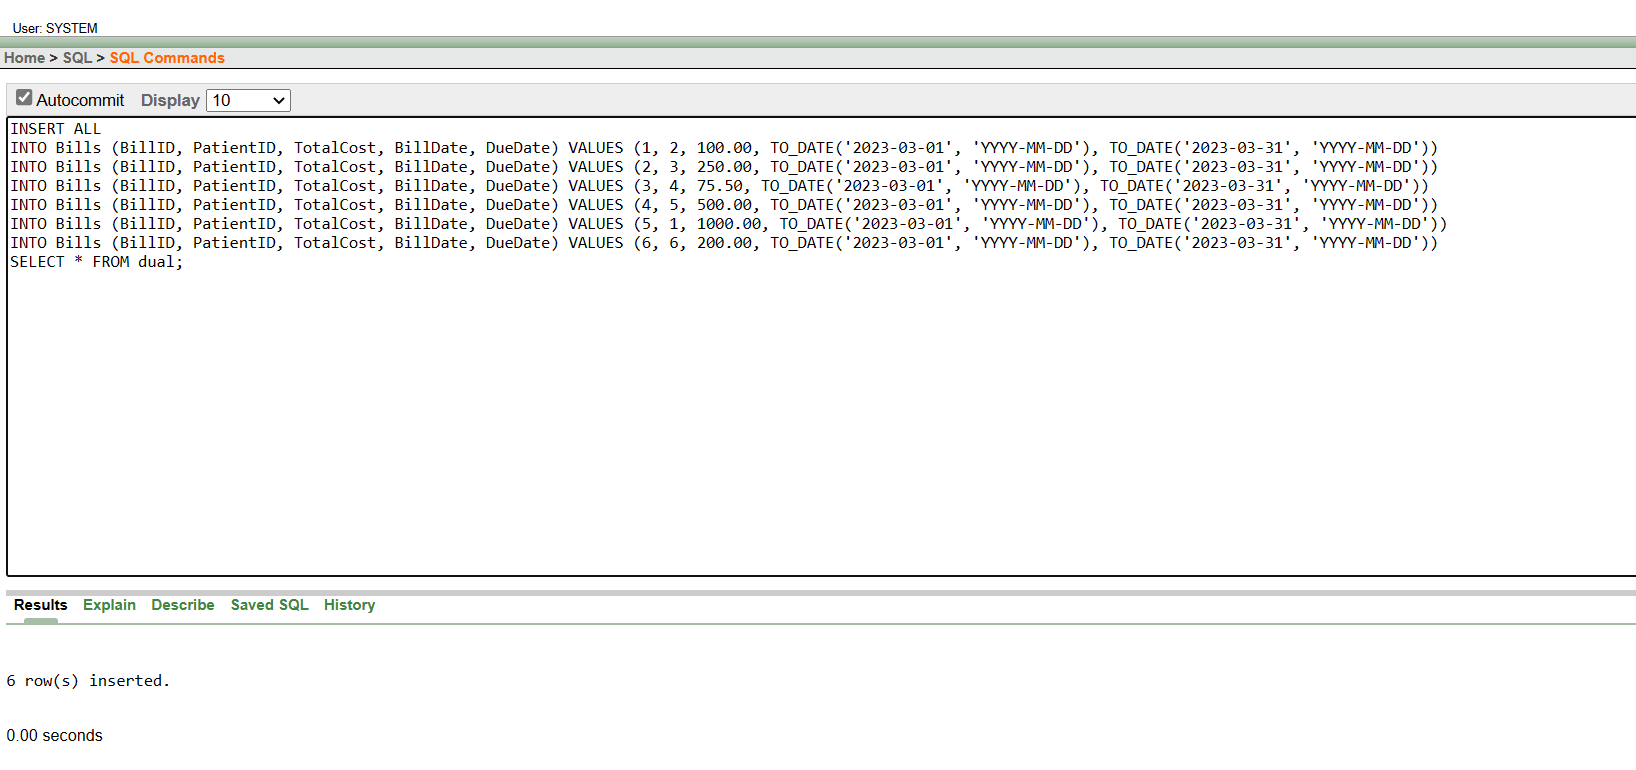 User: SYSTEM
Home > SQL > SQL Commands
Autocommit Display 10
INSERT ALL
INTO Bills (BillID, PatientID, TotalCost, BillDate, DueDate) VALUES (1, 2, 100.00, TO_DATE('2023-03-01', 'YYYY-MM-DD'), TO_DATE('2023-03-31', 'YYYY-MM-DD'))
INTO Bills (BillID, PatientID, TotalCost, BillDate, DueDate) VALUES (2, 3, 250.00, TO_DATE('2023-03-01', 'YYYY-MM-DD'), TO_DATE('2023-03-31', 'YYYY-MM-DD'))
INTO Bills (BillID, PatientID, TotalCost, BillDate, DueDate) VALUES (3, 4, 75.50, TO_DATE('2023-03-01', 'YYYY-MM-DD'), TO_DATE('2023-03-31', 'YYYY-MM-DD'))
INTO Bills (BillID, PatientID, TotalCost, BillDate, DueDate) VALUES (4, 5, 500.00, TO_DATE('2023-03-01', 'YYYY-MM-DD'), TO_DATE('2023-03-31', 'YYYY-MM-DD'))
INTO Bills (BillID, PatientID, TotalCost, BillDate, DueDate) VALUES (5, 1, 1000.00, TO_DATE('2023-03-01', 'YYYY-MM-DD'), TO_DATE('2023-03-31', 'YYYY-MM-DD'))
INTO Bills (BillID, PatientID, TotalCost, BillDate, DueDate) VALUES (6, 6, 200.00, TO_DATE('2023-03-01', 'YYYY-MM-DD'), TO_DATE('2023-03-31', 'YYYY-MM-DD'))
SELECT * FROM dual;
Results Explain Describe Saved SQL History
6 row(s) inserted.
0.00 seconds